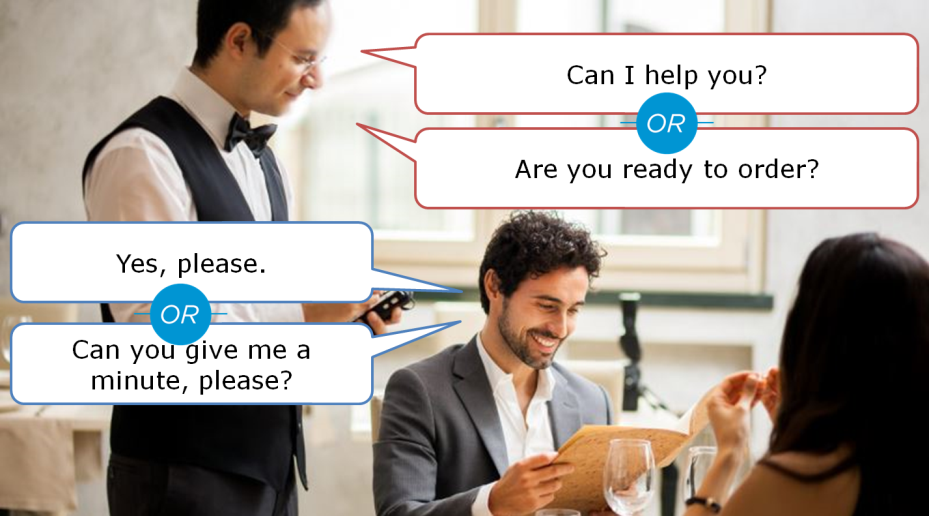 Can I help you?
OR
Are you ready to order?
Yes, please.
OR
Can you give me a
minute, please?